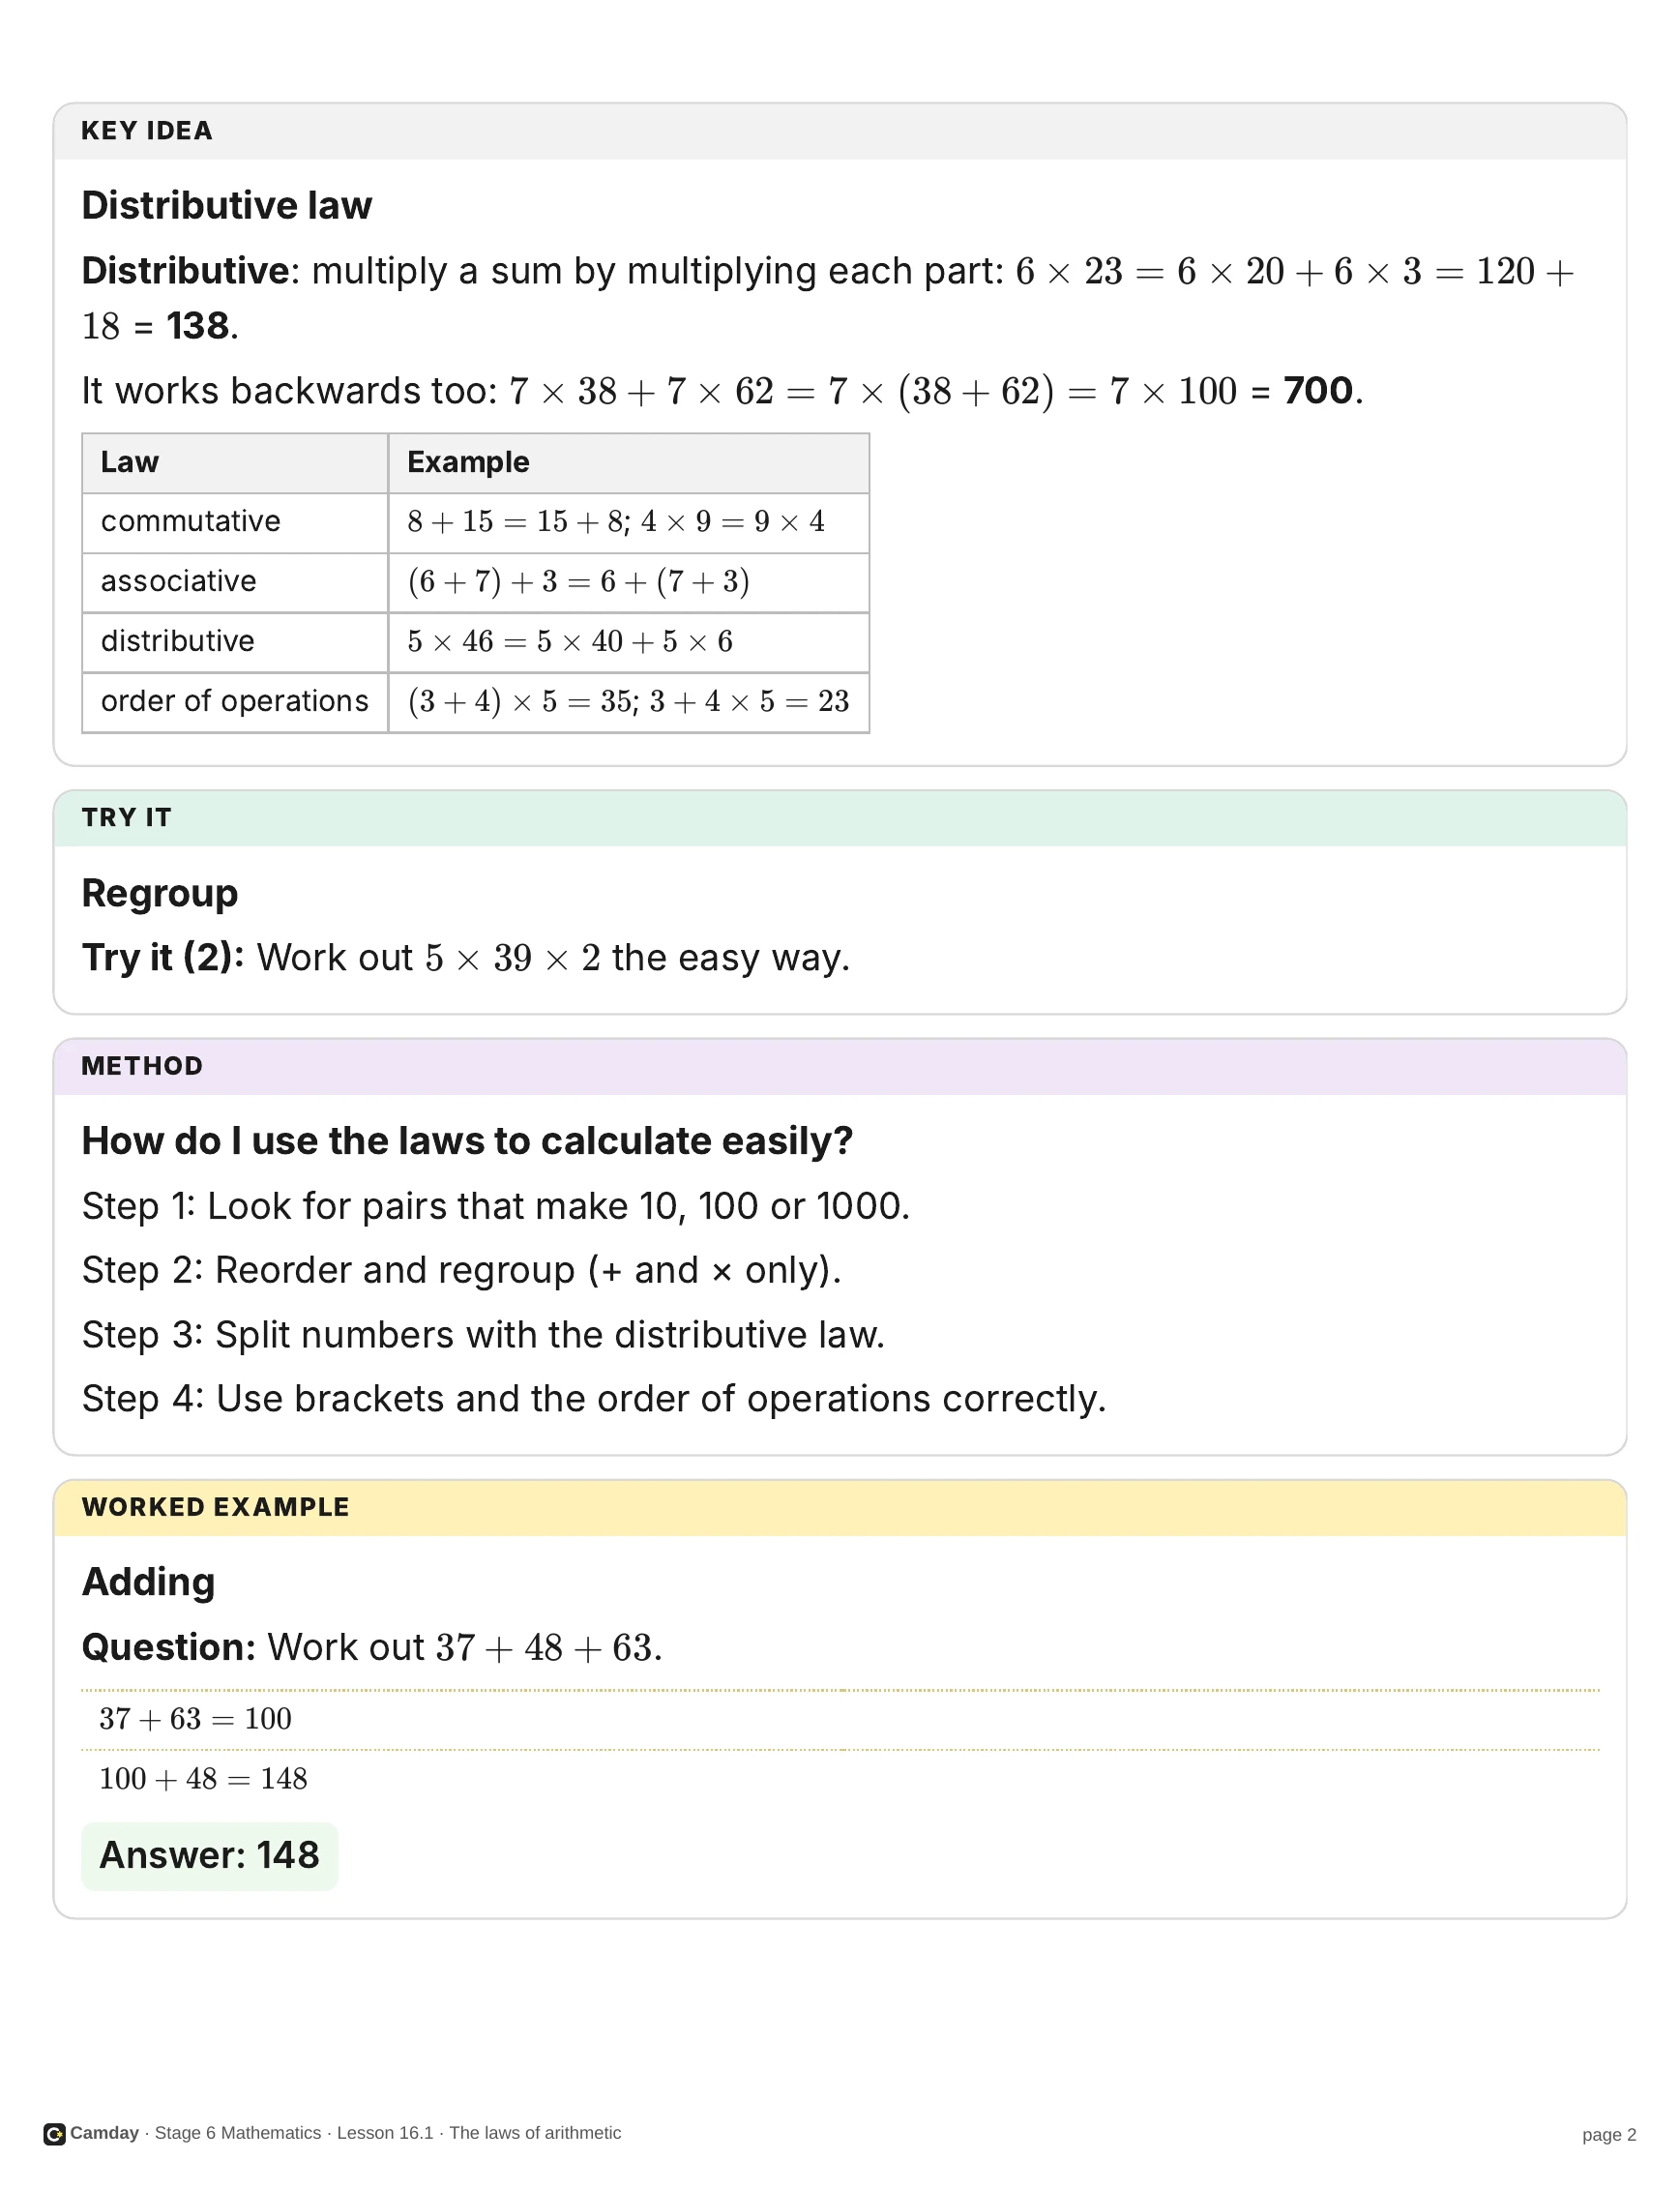 KEY IDEA
Distributive law
Distributive: multiply a sum by multiplying each part: 6 × 23 = 6 × 20 + 6 × 3 = 120 +
18 = 138.
It works backwards too: 7 × 38 + 7 × 62 = 7 × (38 + 62) = 7 × 100 = 700.
Law Example
commutative 8 + 15 = 15 + 8; 4 × 9 = 9 × 4
associative (6 + 7) + 3 = 6 + (7 + 3)
distributive 5 × 46 = 5 × 40 + 5 × 6
order of operations (3 + 4) × 5 = 35; 3 + 4 × 5 = 23
TRY IT
Regroup
Try it (2): Work out 5 × 39 × 2 the easy way.
METHOD
How do I use the laws to calculate easily?
Step 1: Look for pairs that make 10, 100 or 1000.
Step 2: Reorder and regroup (+ and × only).
Step 3: Split numbers with the distributive law.
Step 4: Use brackets and the order of operations correctly.
WORKED EXAMPLE
Adding
Question: Work out 37 + 48 + 63.
37 + 63 = 100
100 + 48 = 148
Answer: 148
Camday · Stage 6 Mathematics · Lesson 16.1 · The laws of arithmetic page 2